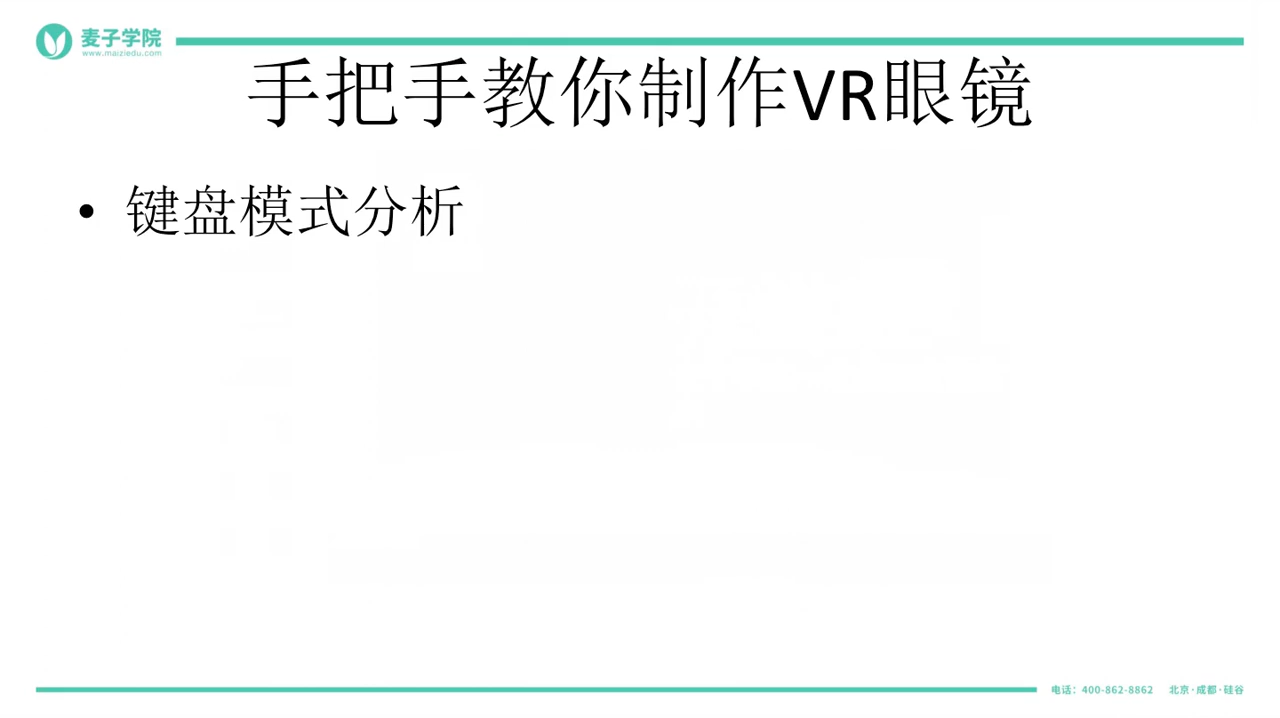 麦子学院
www.maiziedu.com
手把手教你制作VR眼镜
• 键盘模式分析
电话：400-862-8862 北京·成都·硅谷